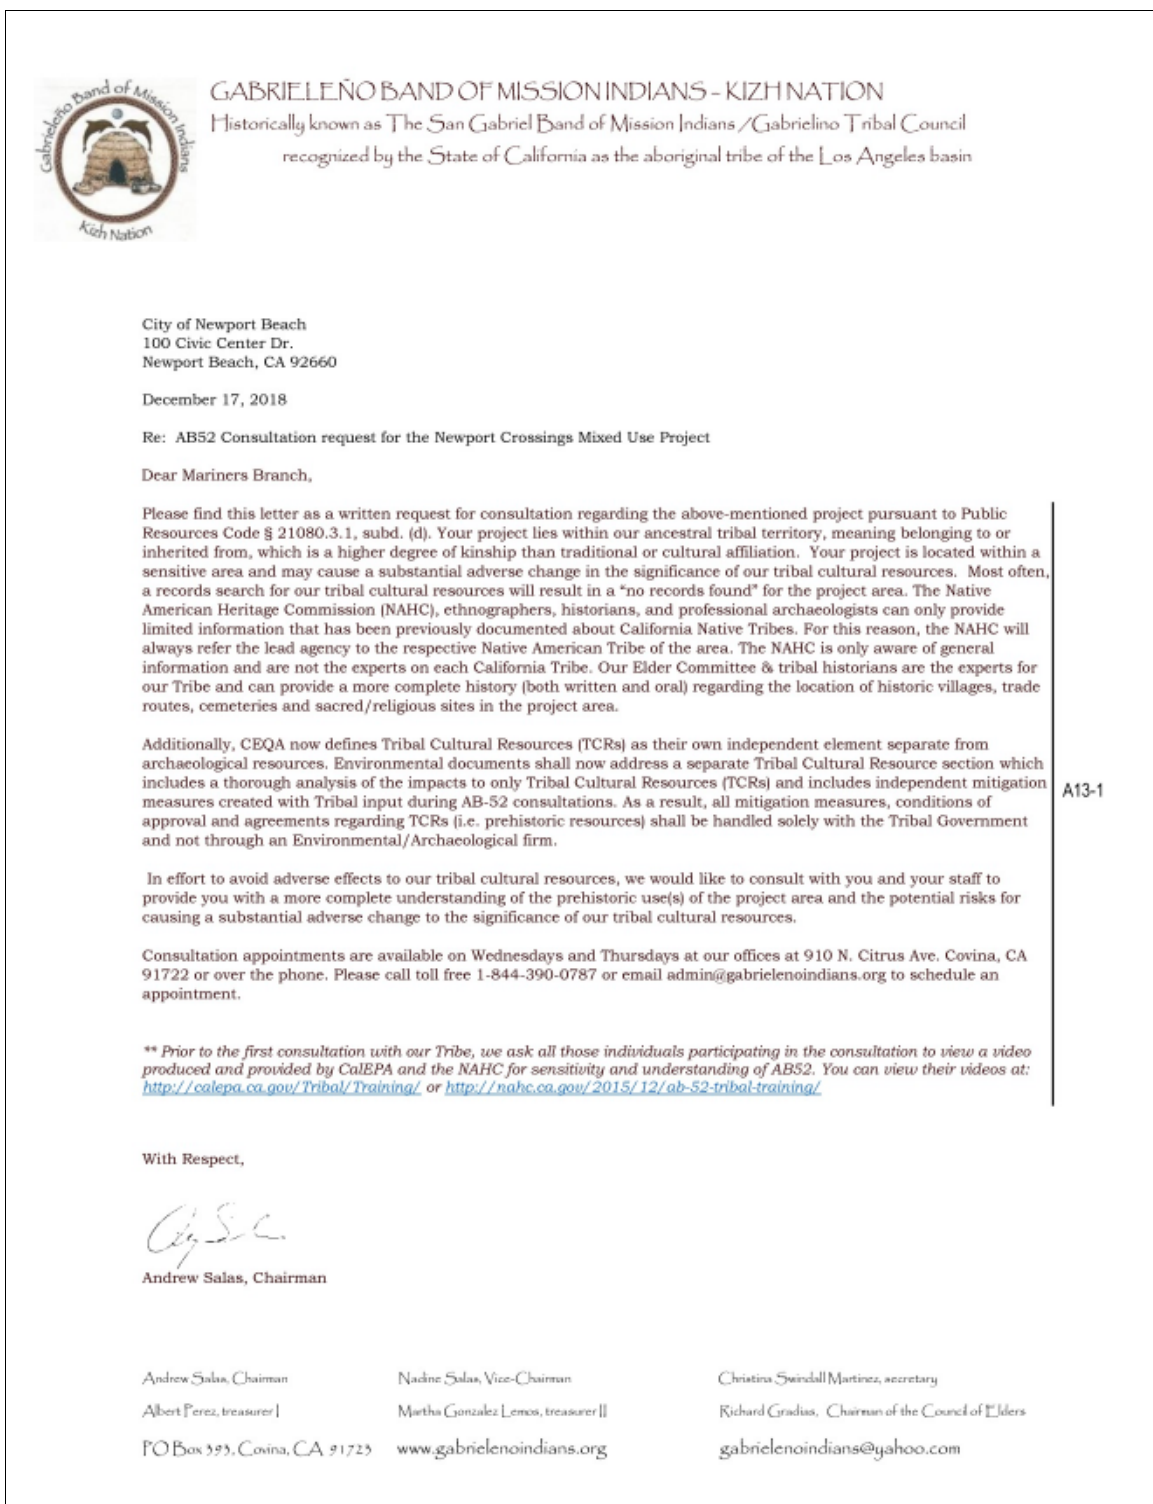 Gabrieleño Band of Mission Indians
Kizh Nation
GABRIELEÑO BAND OF MISSION INDIANS – KIZH NATION
Historically known as The San Gabriel Band of Mission Indians /Gabrielino Tribal Council
recognized by the State of California as the aboriginal tribe of the Los Angeles basin
City of Newport Beach
100 Civic Center Dr.
Newport Beach, CA 92660
December 17, 2018
Re: AB52 Consultation request for the Newport Crossings Mixed Use Project
Dear Mariners Branch,
Please find this letter as a written request for consultation regarding the above-mentioned project pursuant to Public
Resources Code § 21080.3.1, subd. (d). Your project lies within our ancestral tribal territory, meaning belonging to or
inherited from, which is a higher degree of kinship than traditional or cultural affiliation. Your project is located within a
sensitive area and may cause a substantial adverse change in the significance of our tribal cultural resources. Most often,
a records search for our tribal cultural resources will result in a “no records found” for the project area. The Native
American Heritage Commission (NAHC), ethnographers, historians, and professional archaeologists can only provide
limited information that has been previously documented about California Native Tribes. For this reason, the NAHC will
always refer the lead agency to the respective Native American Tribe of the area. The NAHC is only aware of general
information and are not the experts on each California Tribe. Our Elder Committee & tribal historians are the experts for
our Tribe and can provide a more complete history (both written and oral) regarding the location of historic villages, trade
routes, cemeteries and sacred/religious sites in the project area.
Additionally, CEQA now defines Tribal Cultural Resources (TCRs) as their own independent element separate from
archaeological resources. Environmental documents shall now address a separate Tribal Cultural Resource section which
includes a thorough analysis of the impacts to only Tribal Cultural Resources (TCRs) and includes independent mitigation
measures created with Tribal input during AB-52 consultations. As a result, all mitigation measures, conditions of
approval and agreements regarding TCRs (i.e. prehistoric resources) shall be handled solely with the Tribal Government
and not through an Environmental/Archaeological firm.
A13-1
In effort to avoid adverse effects to our tribal cultural resources, we would like to consult with you and your staff to
provide you with a more complete understanding of the prehistoric use(s) of the project area and the potential risks for
causing a substantial adverse change to the significance of our tribal cultural resources.
Consultation appointments are available on Wednesdays and Thursdays at our offices at 910 N. Citrus Ave. Covina, CA
91722 or over the phone. Please call toll free 1-844-390-0787 or email admin@gabrielenoindians.org to schedule an
appointment.
** Prior to the first consultation with our Tribe, we ask all those individuals participating in the consultation to view a video
produced and provided by CalEPA and the NAHC for sensitivity and understanding of AB52. You can view their videos at:
http://calepa.ca.gov/Tribal/Training/ or http://nahc.ca.gov/2015/12/ab-52-tribal-training/
With Respect,
Andrew Salas, Chairman
Andrew Salas, Chairman Nadine Salas, Vice-Chairman Christina Swindall Martinez, secretary
Albert Perez, treasurer I Martha Gonzalez Lemos, treasurer II Richard Gradias, Chairman of the Council of Elders
PO Box 393, Covina, CA 91723 www.gabrielenoindians.org gabrielenoindians@yahoo.com